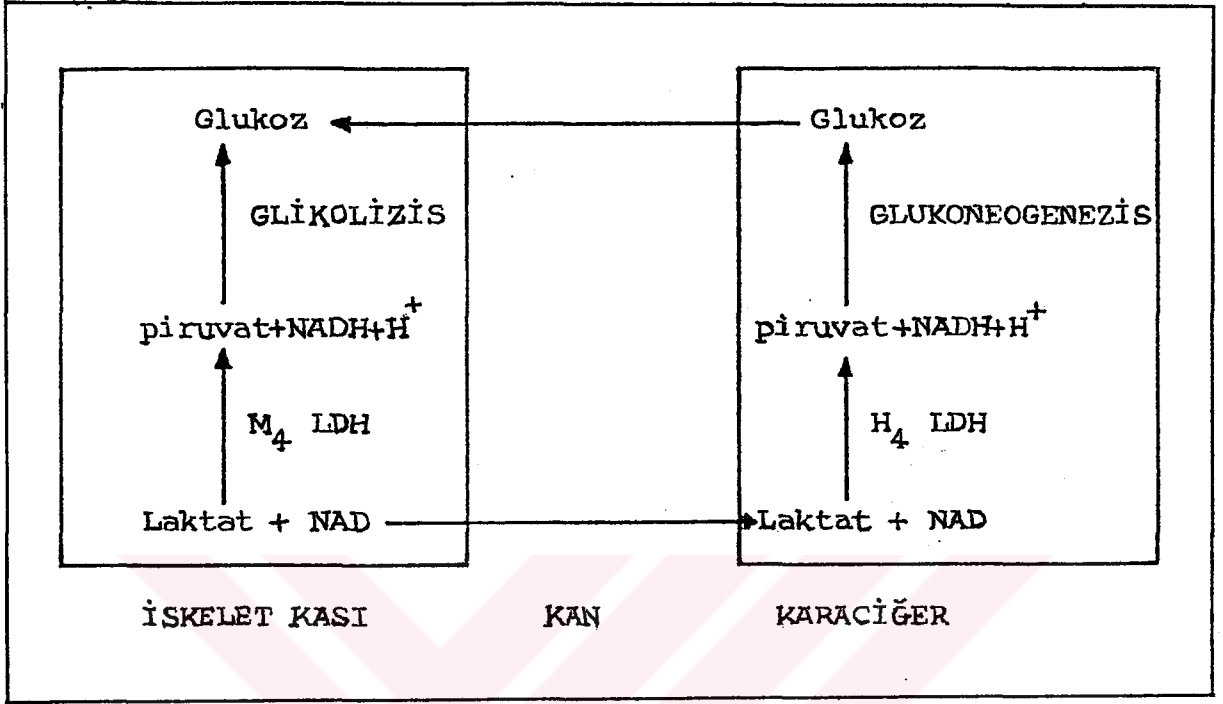 Glukoz Glukoz
GLİKOLİZİS GLUKONEOGENEZİS
piruvat+NADH+H⁺ piruvat+NADH+H⁺
M₄ LDH H₄ LDH
Laktat + NAD Laktat + NAD
İSKELET KASI KAN KARACİĞER